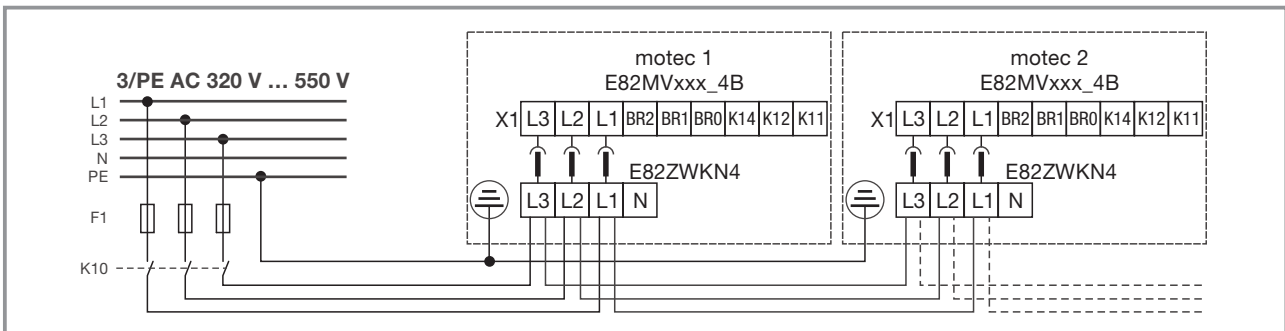 motec 1
E82MVxxx_4B
motec 2
E82MVxxx_4B
3/PE AC 320 V … 550 V
L1
L2
L3
N
PE
F1
K10
X1 L3 L2 L1 BR2 BR1 BR0 K14 K12 K11
E82ZWKN4
L3 L2 L1 N
X1 L3 L2 L1 BR2 BR1 BR0 K14 K12 K11
E82ZWKN4
L3 L2 L1 N